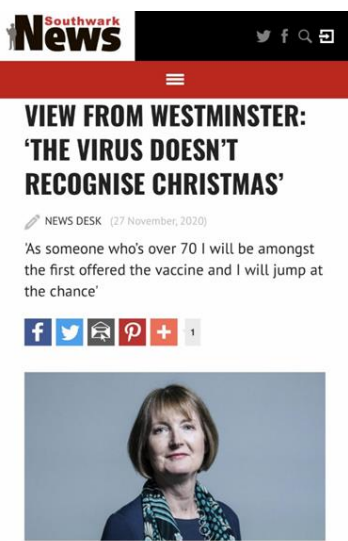 Southwark
News
VIEW FROM WESTMINSTER:
‘THE VIRUS DOESN’T
RECOGNISE CHRISTMAS’
NEWS DESK (27 November, 2020)
'As someone who's over 70 I will be amongst
the first offered the vaccine and I will jump at
the chance'
1